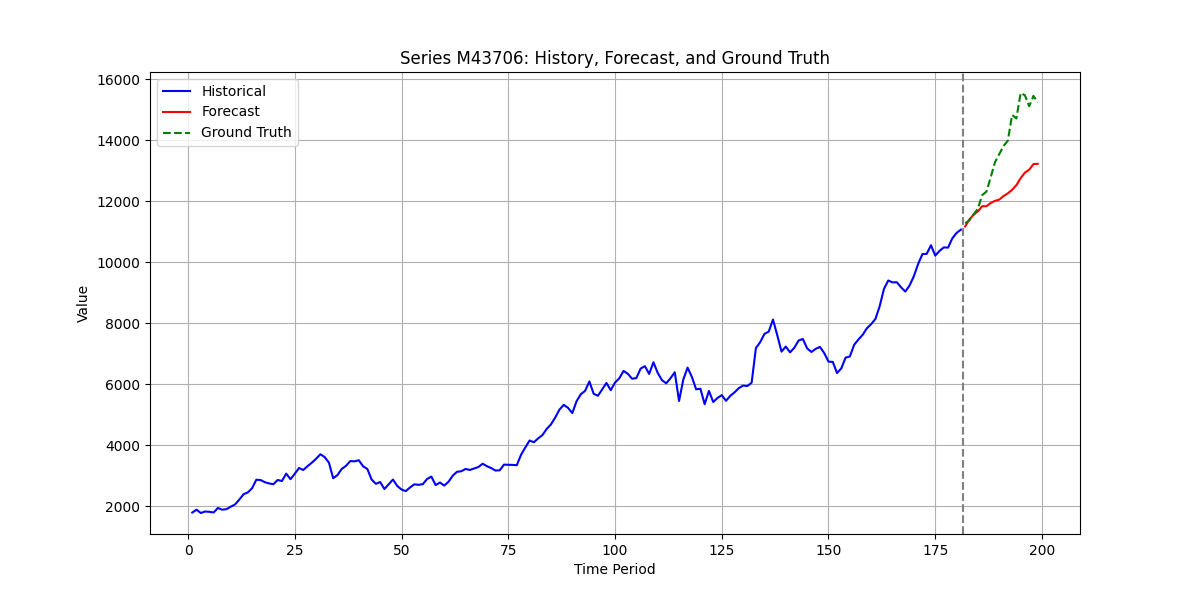 Series M43706: History, Forecast, and Ground Truth
Historical
Forecast
Ground Truth
16000
14000
12000
10000
8000
6000
4000
2000
Value
0 25 50 75 100 125 150 175 200
Time Period